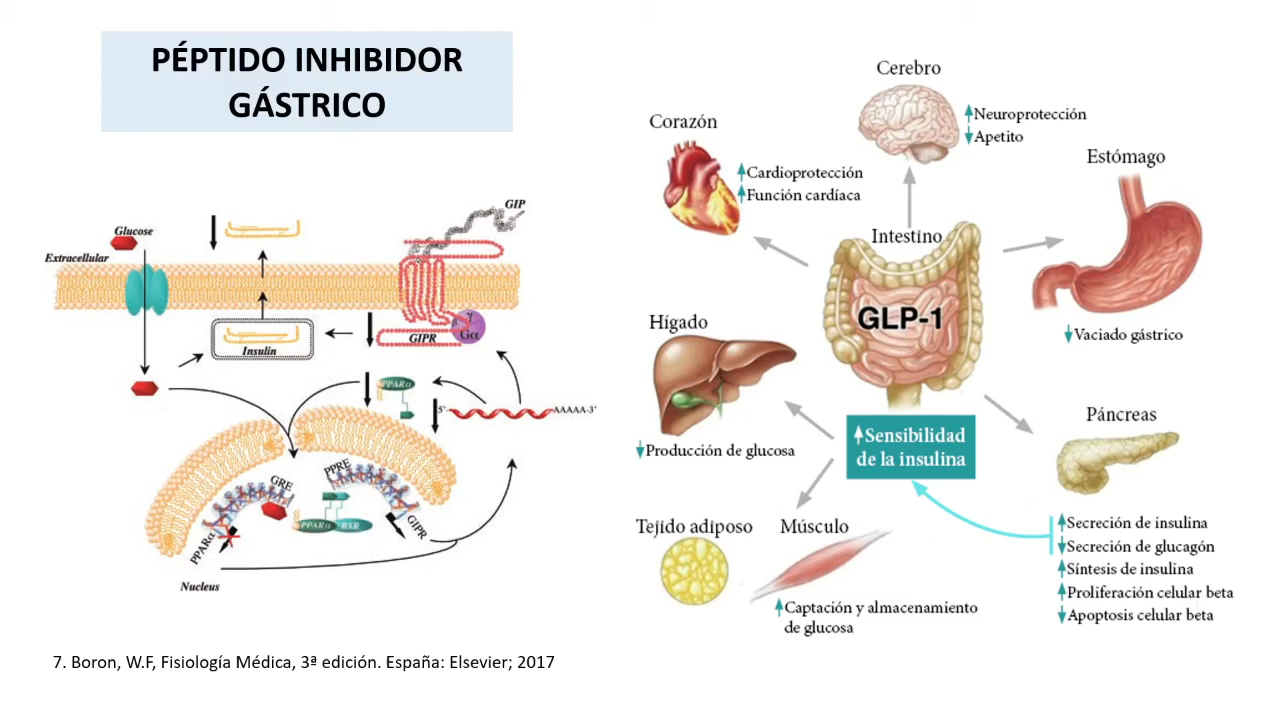 PÉPTIDO INHIBIDOR
GÁSTRICO
GIP
Glucose
Extracellular
Insulin
GIPR
β
γ
Gα
PPARα
5'
AAAAA-3'
GRE
PPRE
PPARα
RXR
PPARα
GIPR
Nucleus
Cerebro
Neuroprotección
Apetito
Corazón
Cardioprotección
Función cardíaca
Estómago
Vaciado gástrico
Intestino
GLP-1
Hígado
Producción de glucosa
Sensibilidad
de la insulina
Páncreas
Secreción de insulina
Secreción de glucagón
Síntesis de insulina
Proliferación celular beta
Apoptosis celular beta
Tejido adiposo
Músculo
Captación y almacenamiento
de glucosa
7. Boron, W.F, Fisiología Médica, 3ª edición. España: Elsevier; 2017